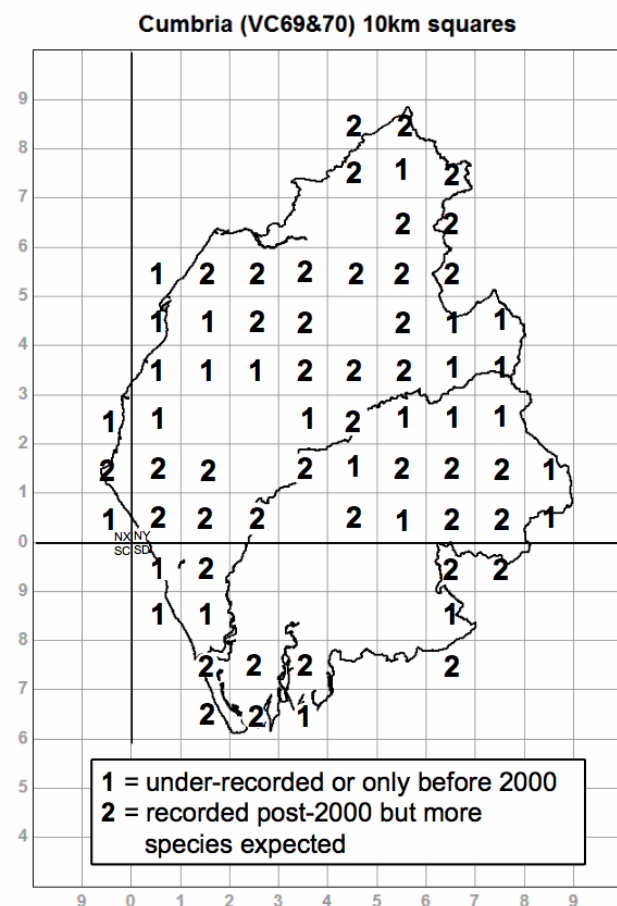 Cumbria (VC69&70) 10km squares
9
2 2
8
2 1 2
7
2 2
6
1 2 2 2 2 2 2
5
1 1 2 2 2 1 1
4
1 1 1 2 2 2 1 1
3
1 1 1 2 1 1 1
2
2 2 2 2 1 2 2 2 1
1
1 2 2 2 2 1 2 2 1
NX NY
0
SC SD
1 2 2 2
9
1 1 1
8
2 2 2 2
7
2 2 1
6
1 = under-recorded or only before 2000
5
2 = recorded post-2000 but more
species expected
4
9 0 1 2 3 4 5 6 7 8 9